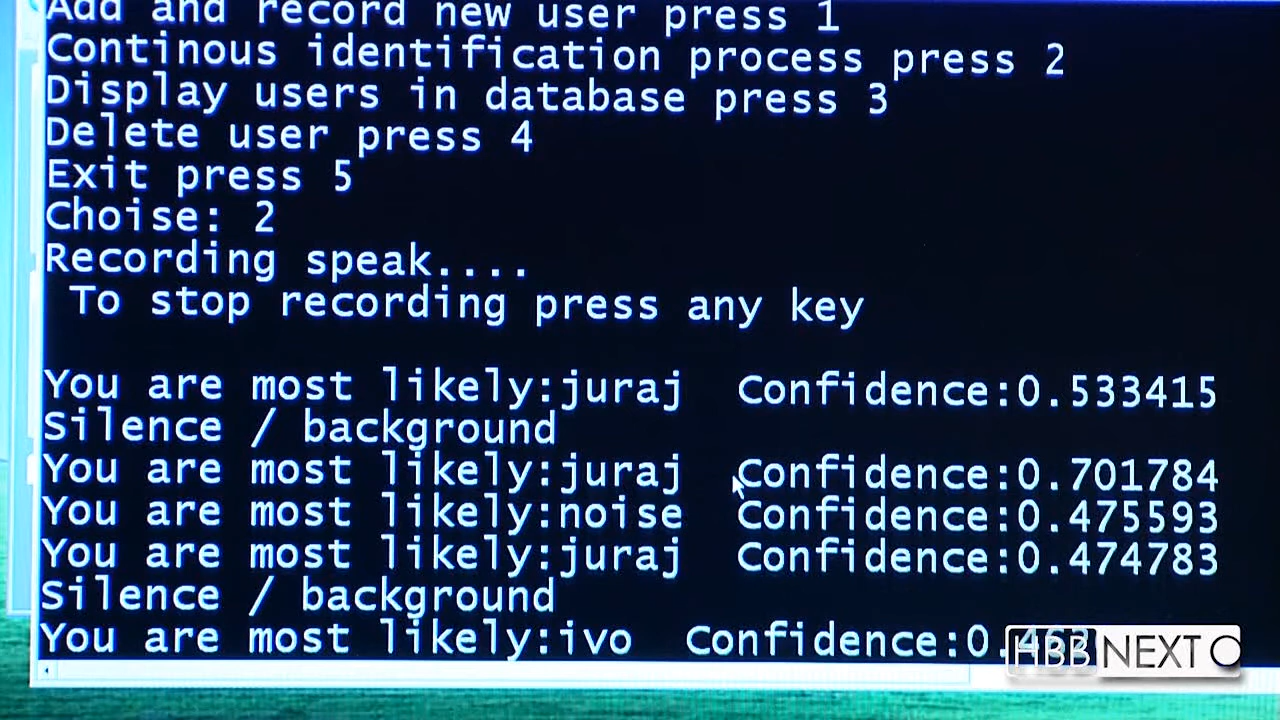 Add and record new user press 1
Continous identification process press 2
Display users in database press 3
Delete user press 4
Exit press 5
Choise: 2
Recording speak....
To stop recording press any key
You are most likely:juraj Confidence:0.533415
Silence / background
You are most likely:juraj Confidence:0.701784
You are most likely:noise Confidence:0.475593
You are most likely:juraj Confidence:0.474783
Silence / background
You are most likely:ivo
HBB NEXT